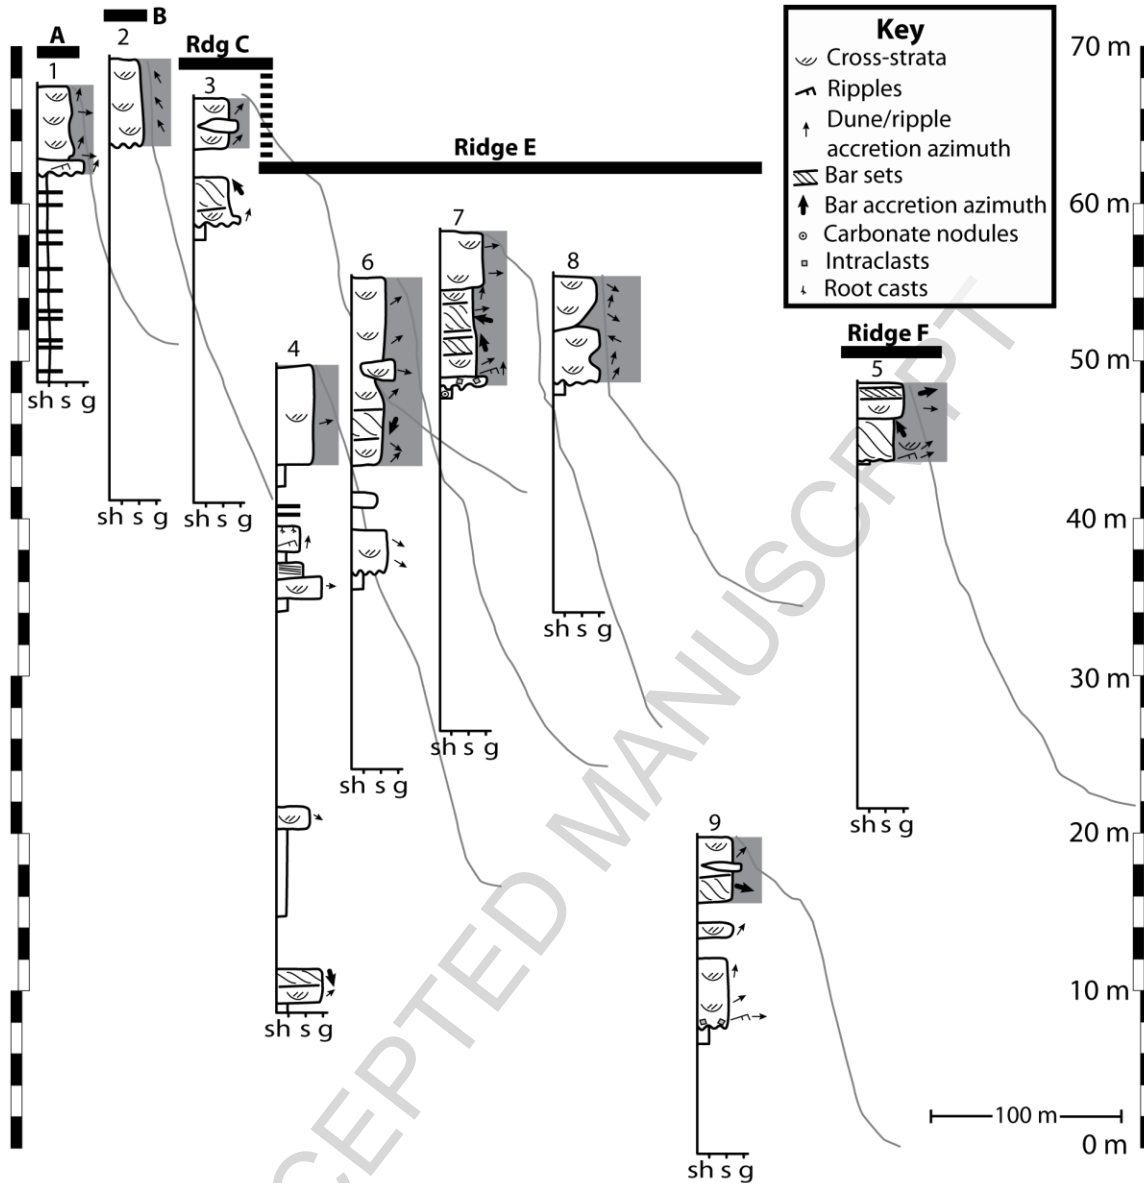 A
B
Rdg C
1
2
3
Ridge E
Key
Cross-strata
Ripples
Dune/ripple
accretion azimuth
Bar sets
Bar accretion azimuth
Carbonate nodules
Intraclasts
Root casts
70 m
60 m
50 m
40 m
30 m
20 m
10 m
0 m
7
6
8
4
Ridge F
5
sh s g
sh s g
sh s g
sh s g
sh s g
sh s g
sh s g
9
sh s g
sh s g
100 m
ACCEPTED MANUSCRIPT